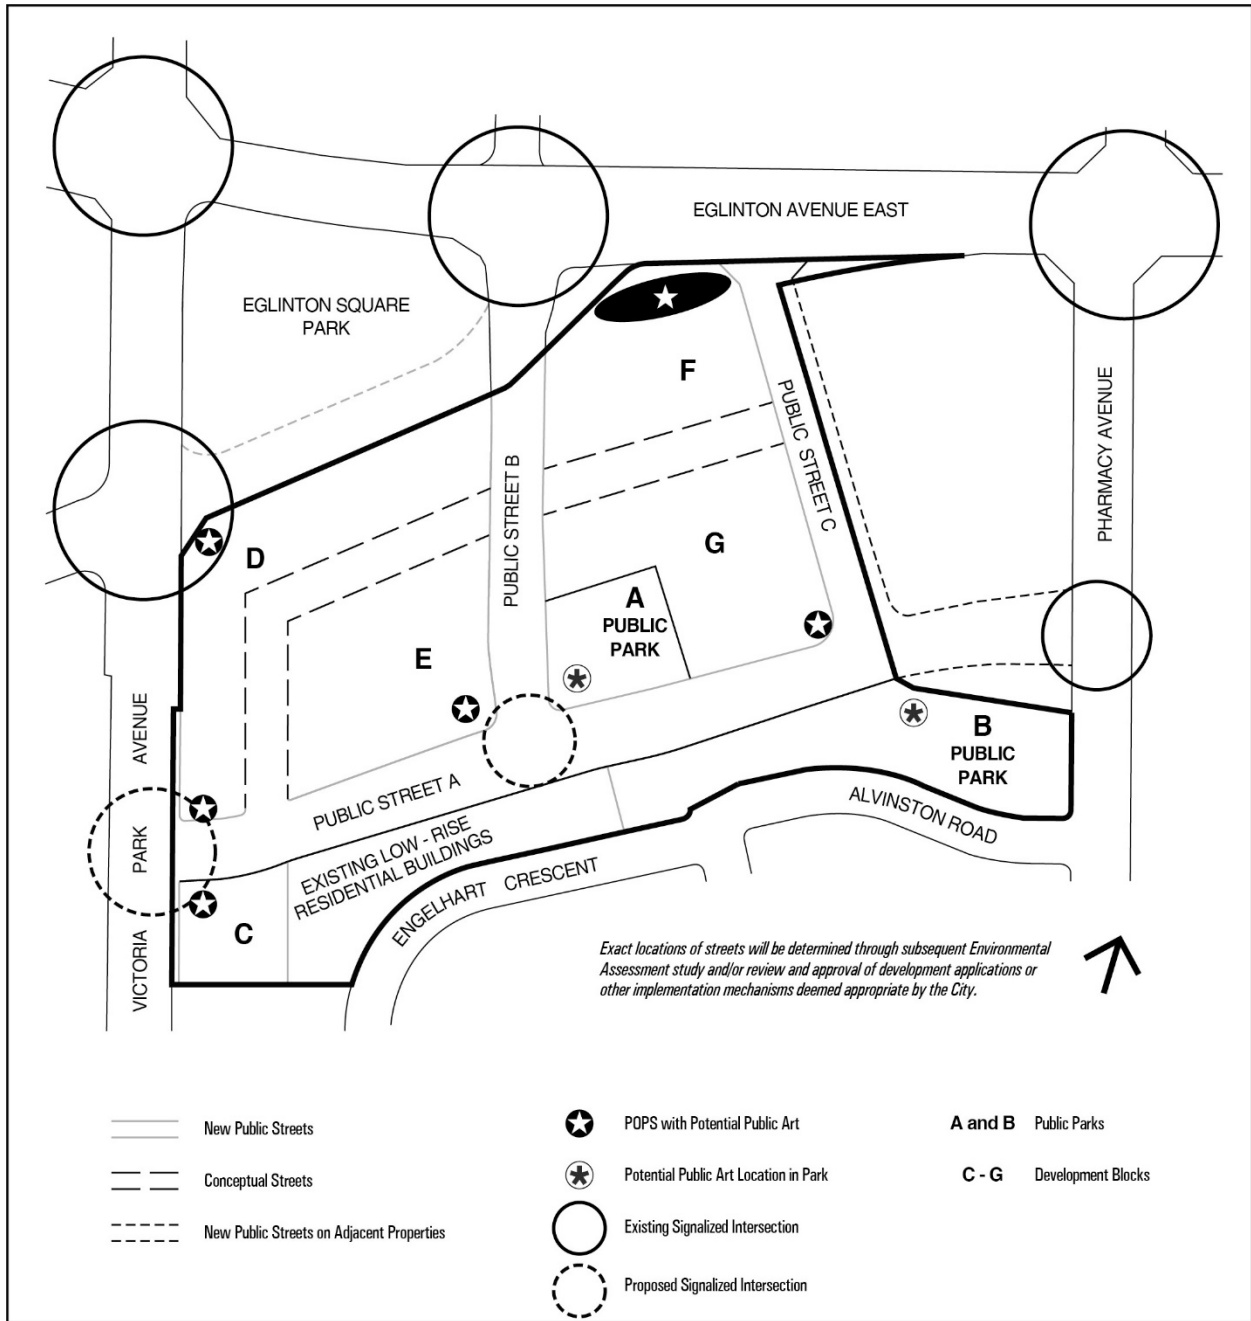 EGLINTON AVENUE EAST
EGLINTON SQUARE
PARK
F
PUBLIC STREET C
PHARMACY AVENUE
PUBLIC STREET B
D
G
A
PUBLIC
PARK
E
B
PUBLIC
PARK
PUBLIC STREET A
ALVINSTON ROAD
EXISTING LOW - RISE
RESIDENTIAL BUILDINGS
ENGELHART CRESCENT
C
VICTORIA PARK AVENUE
Exact locations of streets will be determined through subsequent Environmental
Assessment study and/or review and approval of development applications or
other implementation mechanisms deemed appropriate by the City.
New Public Streets
Conceptual Streets
New Public Streets on Adjacent Properties
POPS with Potential Public Art
Potential Public Art Location in Park
Existing Signalized Intersection
Proposed Signalized Intersection
A and B Public Parks
C - G Development Blocks